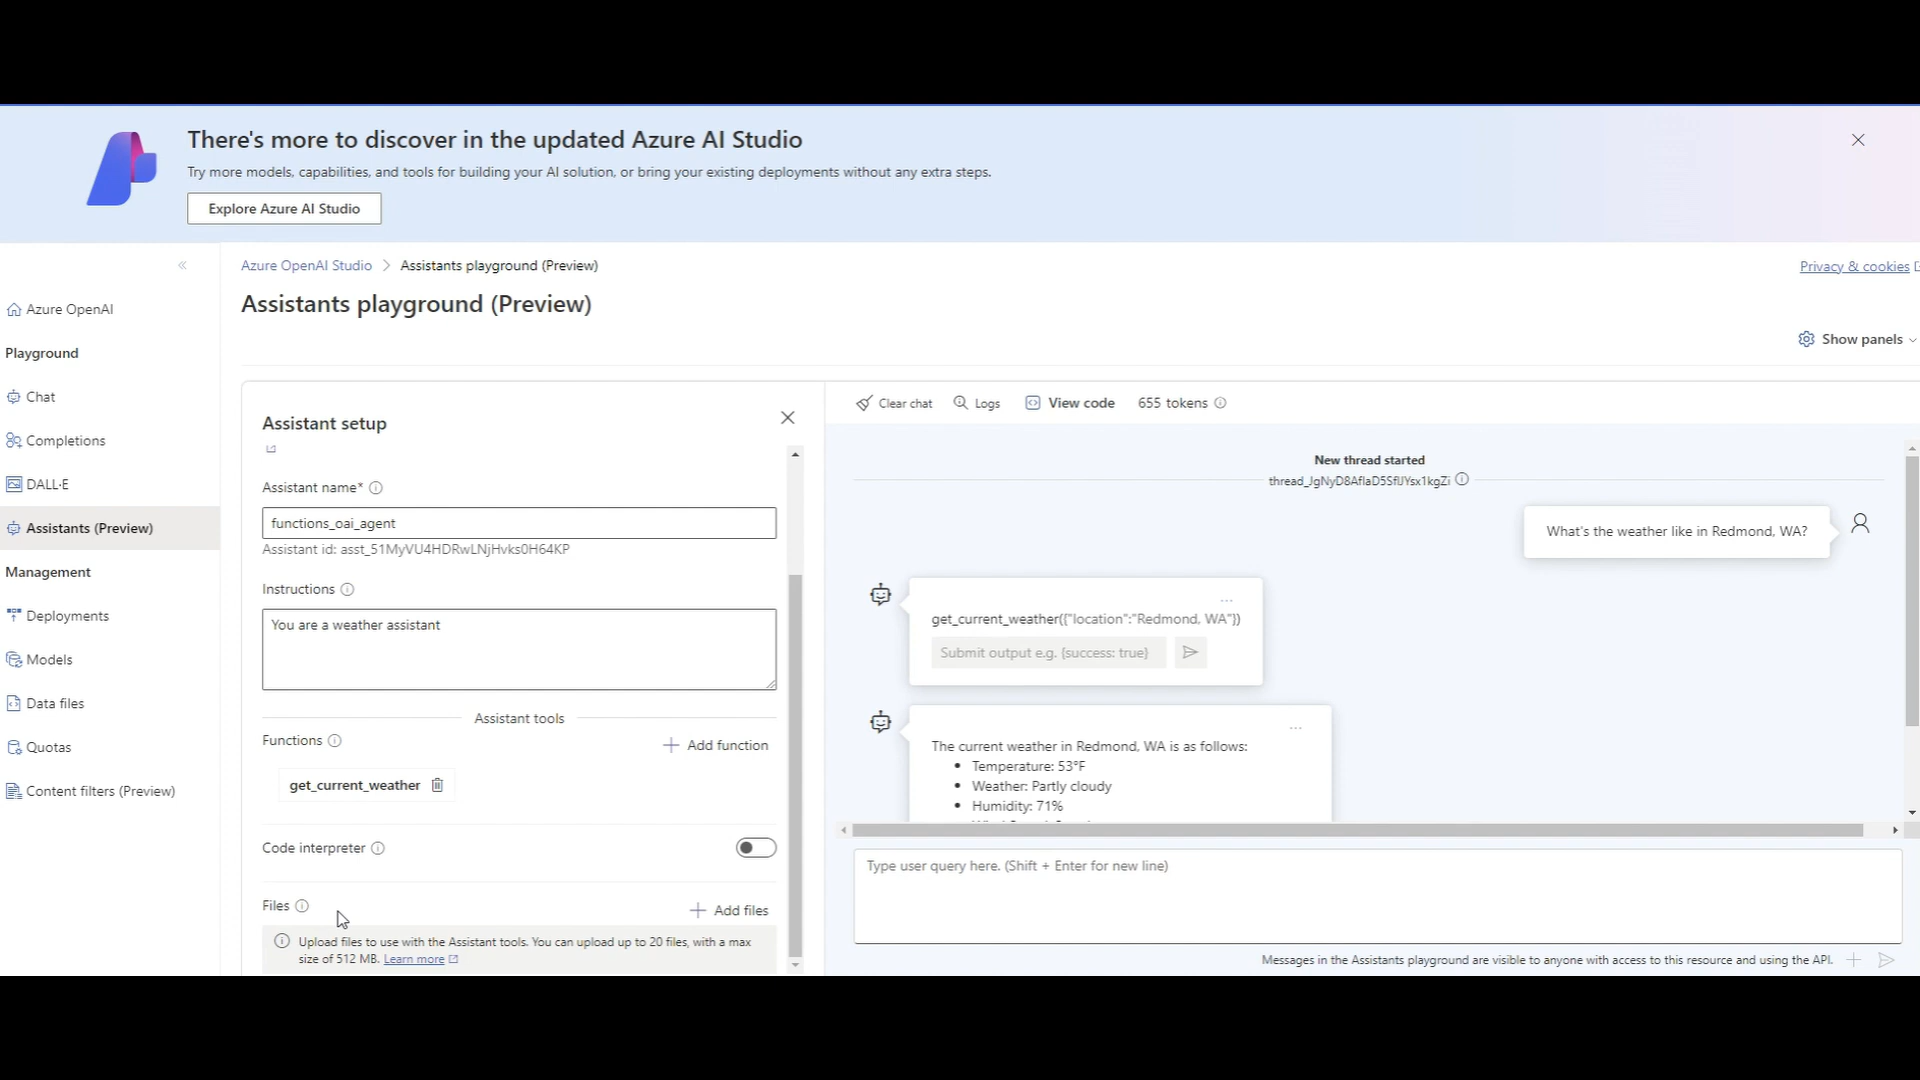 There's more to discover in the updated Azure AI Studio
Try more models, capabilities, and tools for building your AI solution, or bring your existing deployments without any extra steps.
Explore Azure AI Studio
Azure OpenAI Studio > Assistants playground (Preview)
Privacy & cookies
Assistants playground (Preview)
Show panels
Azure OpenAI
Playground
Chat
Completions
DALL·E
Assistants (Preview)
Management
Deployments
Models
Data files
Quotas
Content filters (Preview)
Assistant setup
Assistant name*
functions_oai_agent
Assistant id: asst_51MyVU4HDRwLNjHvks0H64KP
Instructions
You are a weather assistant
Assistant tools
Functions
Add function
get_current_weather
Code interpreter
Files
Add files
Upload files to use with the Assistant tools. You can upload up to 20 files, with a max
size of 512 MB. Learn more
Clear chat
Logs
View code
655 tokens
New thread started
What's the weather like in Redmond, WA?
get_current_weather({"location":"Redmond, WA"})
Submit output e.g. {success: true}
The current weather in Redmond, WA is as follows:
Temperature: 53°F
Weather: Partly cloudy
Humidity: 71%
Type user query here. (Shift + Enter for new line)
Messages in the Assistants playground are visible to anyone with access to this resource and using the API.